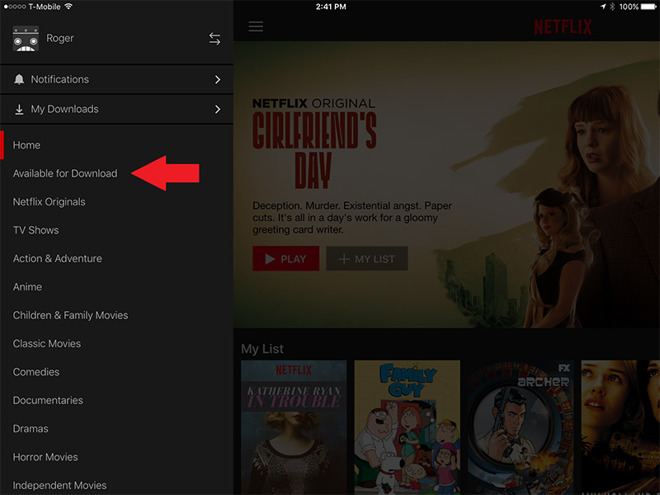 T-Mobile
2:41 PM
100%
Roger
Notifications
My Downloads
Home
Available for Download
Netflix Originals
TV Shows
Action & Adventure
Anime
Children & Family Movies
Classic Movies
Comedies
Documentaries
Dramas
Horror Movies
Independent Movies
NETFLIX
NETFLIX ORIGINAL
GIRLFRIEND'S
DAY
Deception. Murder. Existential angst. Paper
cuts. It's all in a day's work for a gloomy
greeting card writer.
PLAY
+ MY LIST
My List
NETFLIX
KATHERINE RYAN
IN TROUBLE
FAMILY
GUY
FX
ARCHER